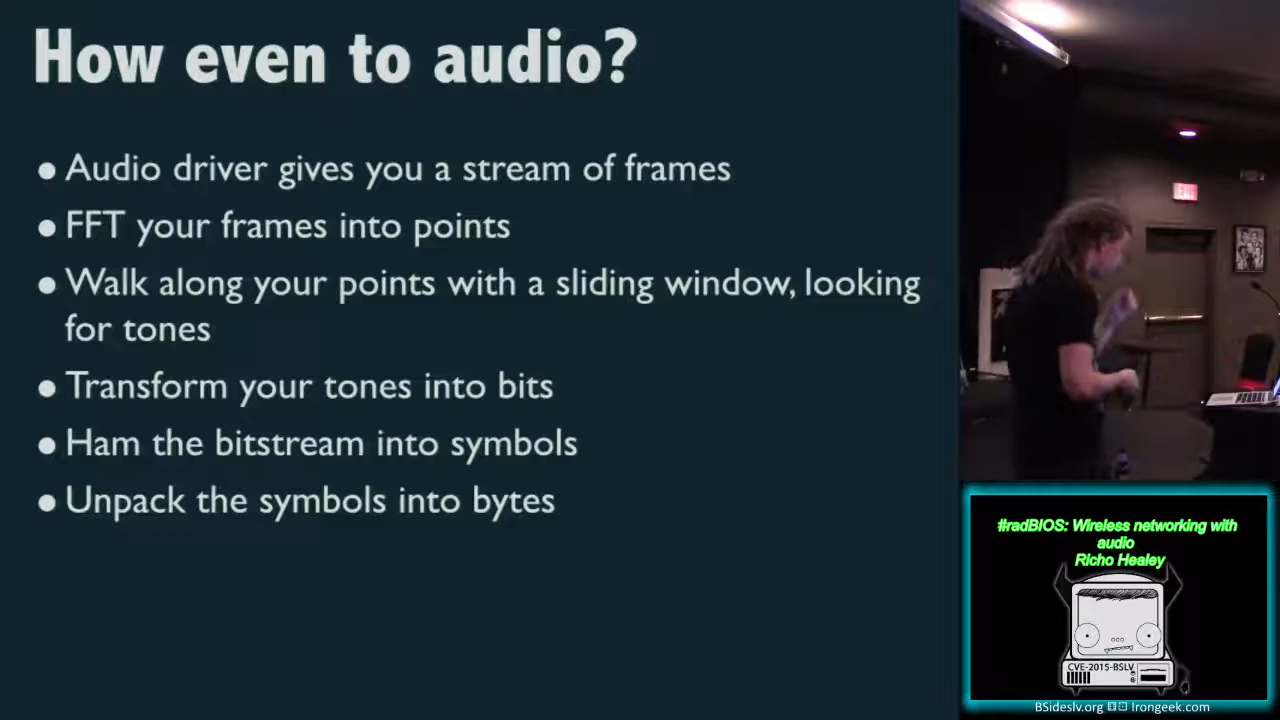 How even to audio?
● Audio driver gives you a stream of frames
● FFT your frames into points
● Walk along your points with a sliding window, looking
for tones
● Transform your tones into bits
● Ham the bitstream into symbols
● Unpack the symbols into bytes
EXIT
#radBIOS: Wireless networking with
audio
Richo Healey
CVE-2015-BSLV
BSideslv.org ⚅⚀ Irongeek.com